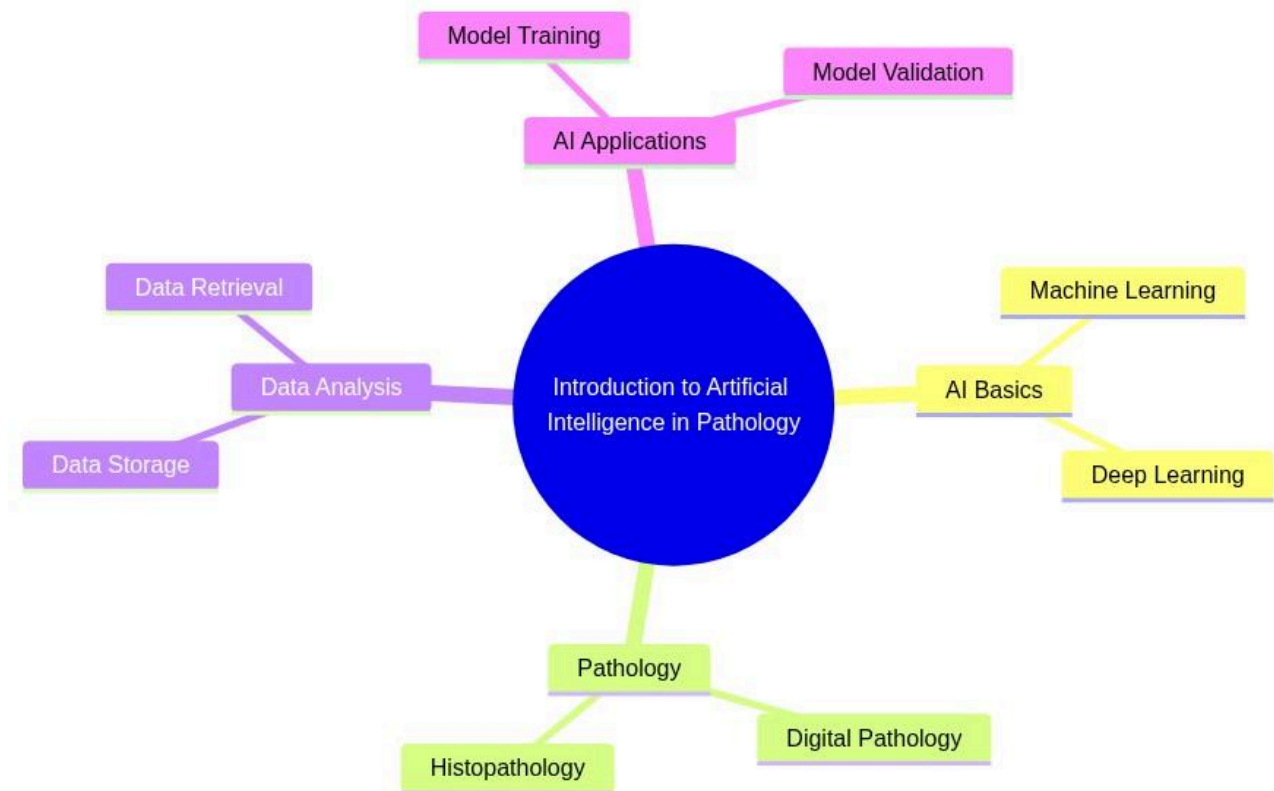 Model Training
Model Validation
AI Applications
Data Retrieval
Machine Learning
Data Analysis
Introduction to Artificial
Intelligence in Pathology
AI Basics
Data Storage
Deep Learning
Pathology
Digital Pathology
Histopathology